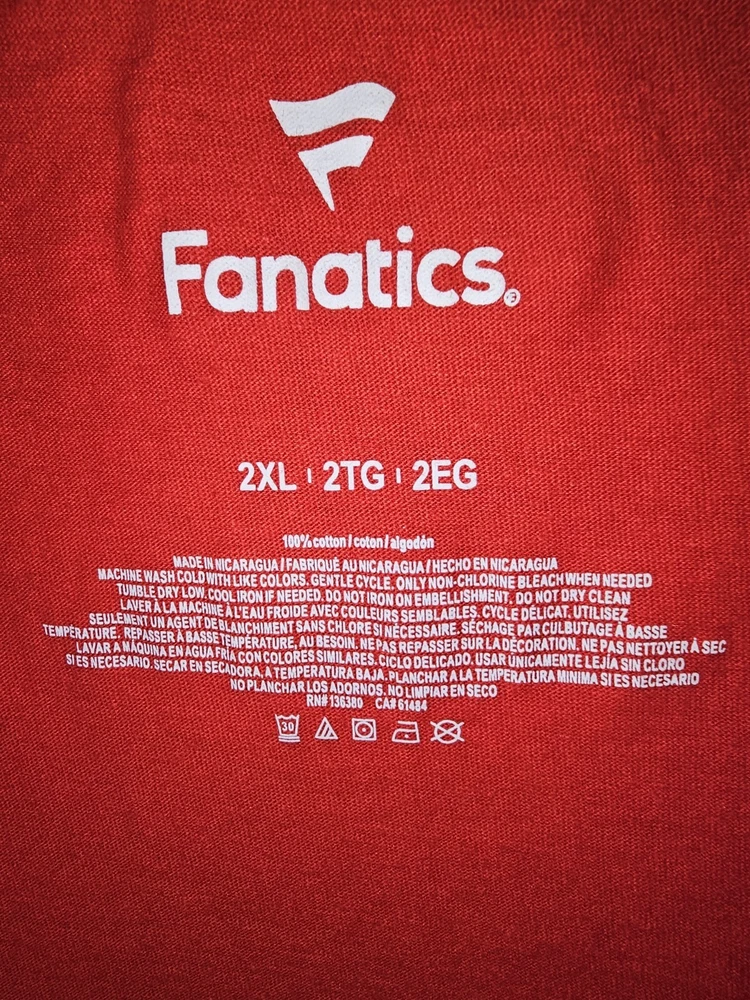 Fanatics.®
2XL | 2TG | 2EG
100% cotton / coton / algodón
MADE IN NICARAGUA / FABRIQUÉ AU NICARAGUA / HECHO EN NICARAGUA
MACHINE WASH COLD WITH LIKE COLORS. GENTLE CYCLE. ONLY NON-CHLORINE BLEACH WHEN NEEDED
TUMBLE DRY LOW. COOL IRON IF NEEDED. DO NOT IRON ON EMBELLISHMENT. DO NOT DRY CLEAN
LAVER À LA MACHINE À L'EAU FROIDE AVEC COULEURS SEMBLABLES. CYCLE DÉLICAT. UTILISEZ
SEULEMENT UN AGENT DE BLANCHIMENT SANS CHLORE SI NÉCESSAIRE. SÉCHAGE PAR CULBUTAGE À BASSE
TEMPÉRATURE. REPASSER À BASSE TEMPÉRATURE, AU BESOIN. NE PAS REPASSER SUR LA DÉCORATION. NE PAS NETTOYER À SEC
LAVAR A MÁQUINA EN AGUA FRÍA CON COLORES SIMILARES. CICLO DELICADO. USAR ÚNICAMENTE LEJÍA SIN CLORO
SI ES NECESARIO. SECAR EN SECADORA, A TEMPERATURA BAJA. PLANCHAR A LA TEMPERATURA MINIMA SI ES NECESARIO
NO PLANCHAR LOS ADORNOS. NO LIMPIAR EN SECO
RN# 136380 CA# 61484
30